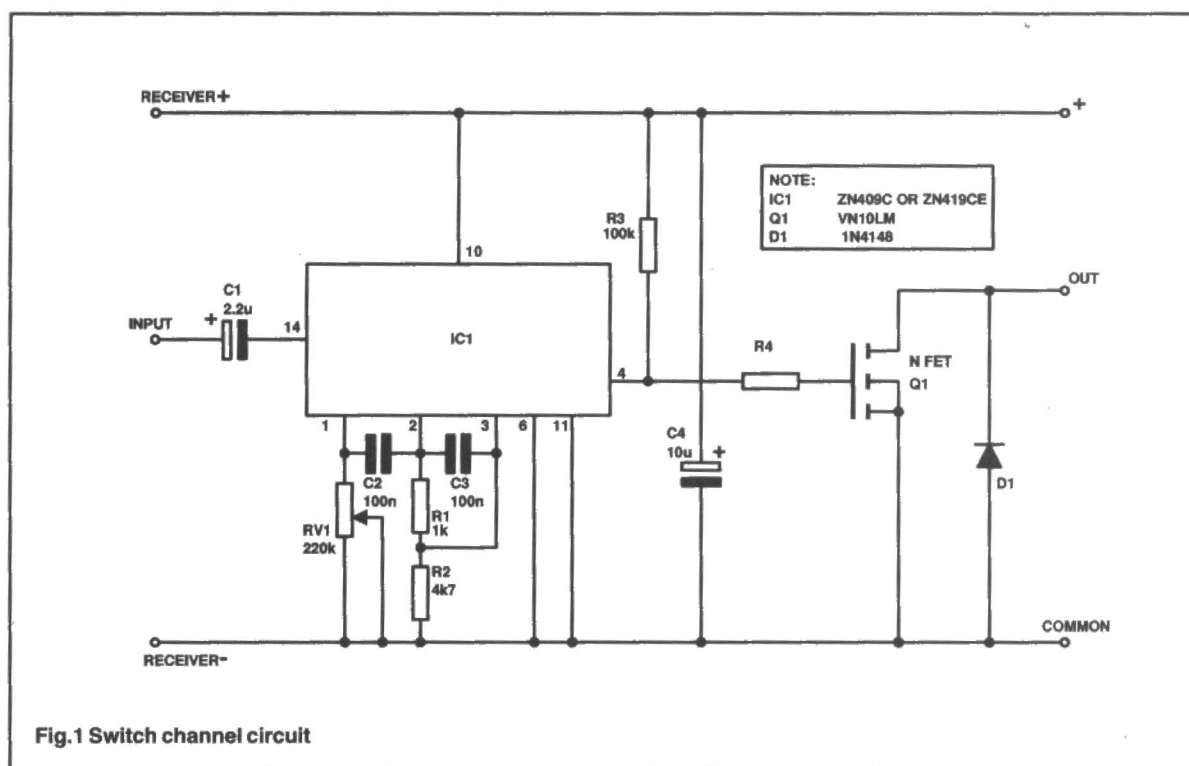 RECEIVER+
+
NOTE:
IC1 ZN409C OR ZN419CE
Q1 VN10LM
D1 1N4148
R3
100k
10
C1
2.2u
+
INPUT
14
IC1
OUT
R4
N FET
Q1
4
1
2
3
6
11
C4
10u
+
C2
100n
C3
100n
D1
RV1
220k
R1
1k
R2
4k7
COMMON
RECEIVER-
Fig.1 Switch channel circuit